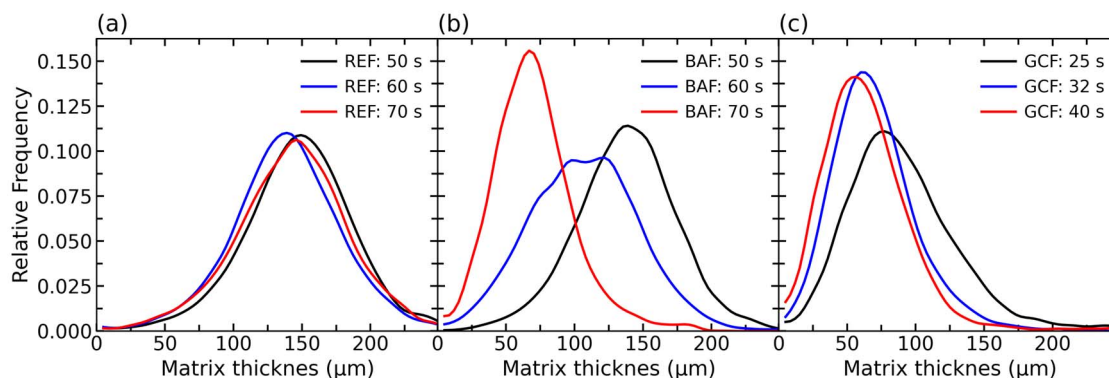 (a)
(b)
(c)
REF: 50 s
REF: 60 s
REF: 70 s
BAF: 50 s
BAF: 60 s
BAF: 70 s
GCF: 25 s
GCF: 32 s
GCF: 40 s
Relative Frequency
0.150
0.125
0.100
0.075
0.050
0.025
0.000
0 50 100 150 200
0 50 100 150 200
0 50 100 150 200
Matrix thicknes (μm)
Matrix thicknes (μm)
Matrix thicknes (μm)